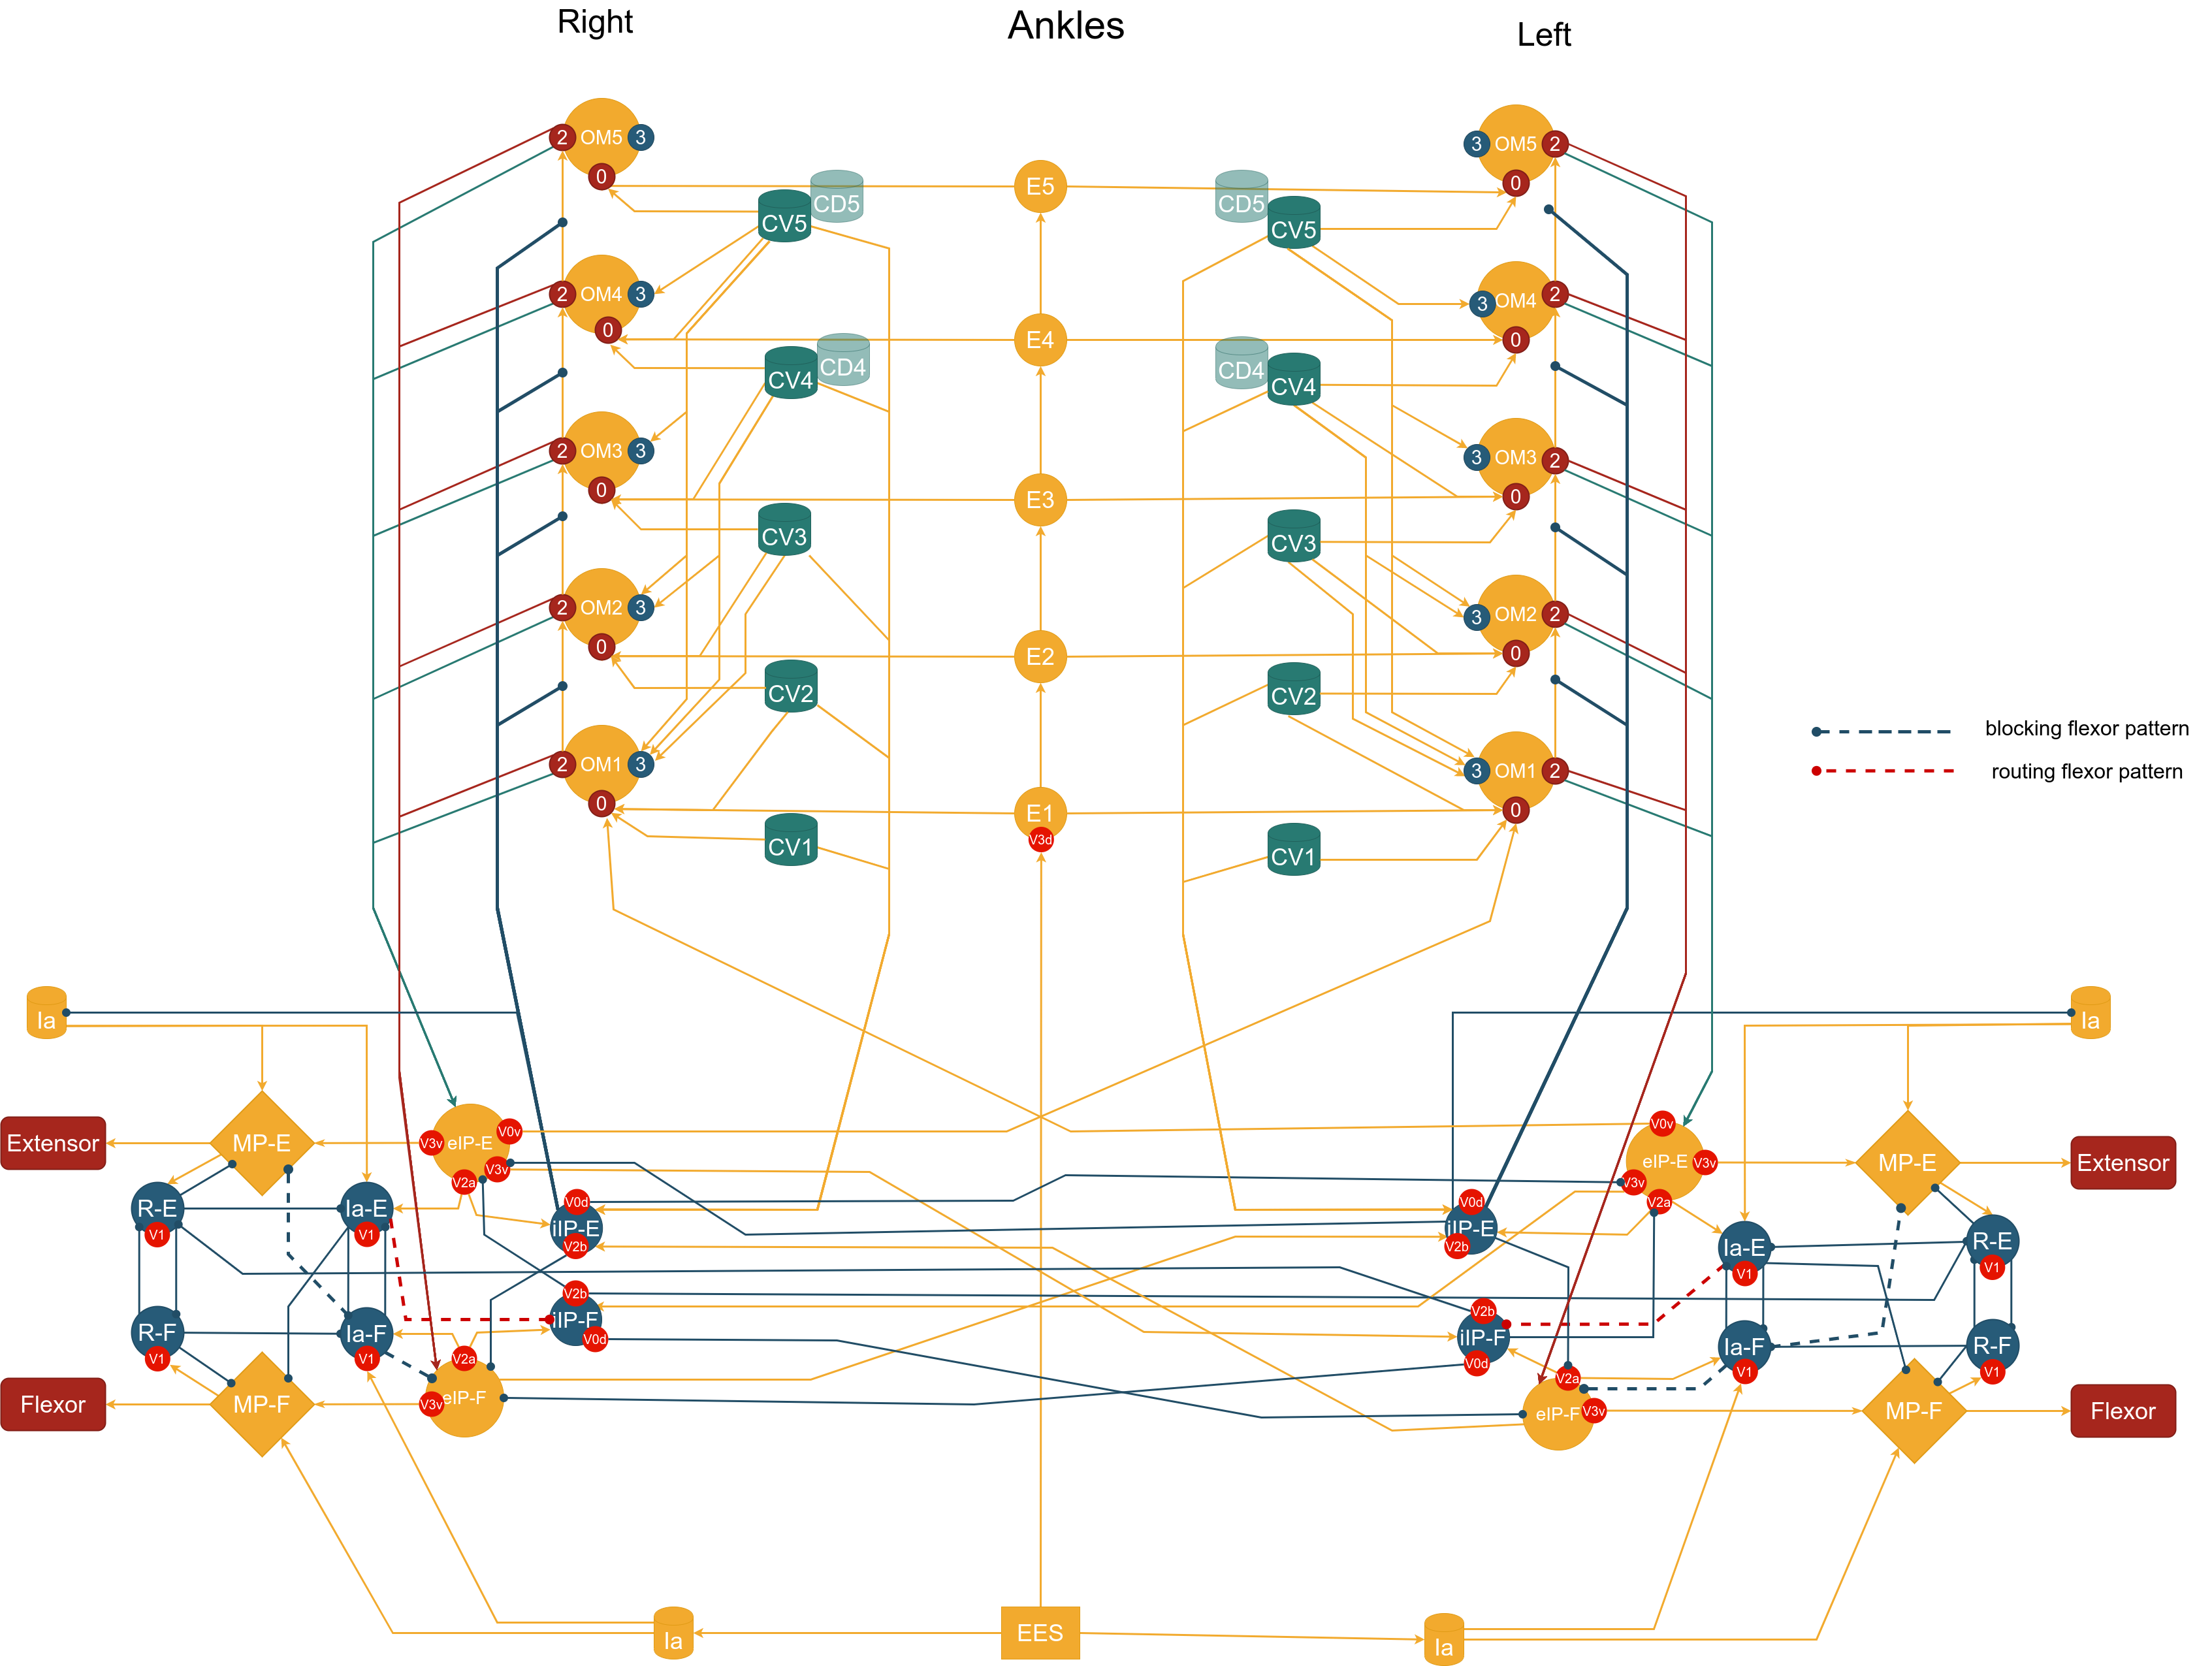 Right
Ankles
Left
2
OM5
3
0
3
OM5
2
0
E5
CD5
CV5
CD5
CV5
2
OM4
3
0
3
OM4
2
0
E4
CD4
CV4
CD4
CV4
2
OM3
3
0
3
OM3
2
0
E3
CV3
CV3
2
OM2
3
0
3
OM2
2
0
E2
CV2
CV2
blocking flexor pattern
routing flexor pattern
2
OM1
3
0
3
OM1
2
0
E1
V3d
CV1
CV1
Ia
Ia
Extensor
MP-E
V3v
eIP-E
V0v
V3v
V2a
V0v
eIP-E
V3v
V3v
V2a
MP-E
Extensor
R-E
V1
Ia-E
V1
V0d
iIP-E
V2b
V0d
iIP-E
V2b
Ia-E
V1
R-E
V1
R-F
V1
Ia-F
V1
V2b
iIP-F
V0d
V2b
iIP-F
V0d
Ia-F
V1
R-F
V1
Flexor
MP-F
V2a
V3v
eIP-F
V2a
eIP-F
V3v
MP-F
Flexor
Ia
EES
Ia